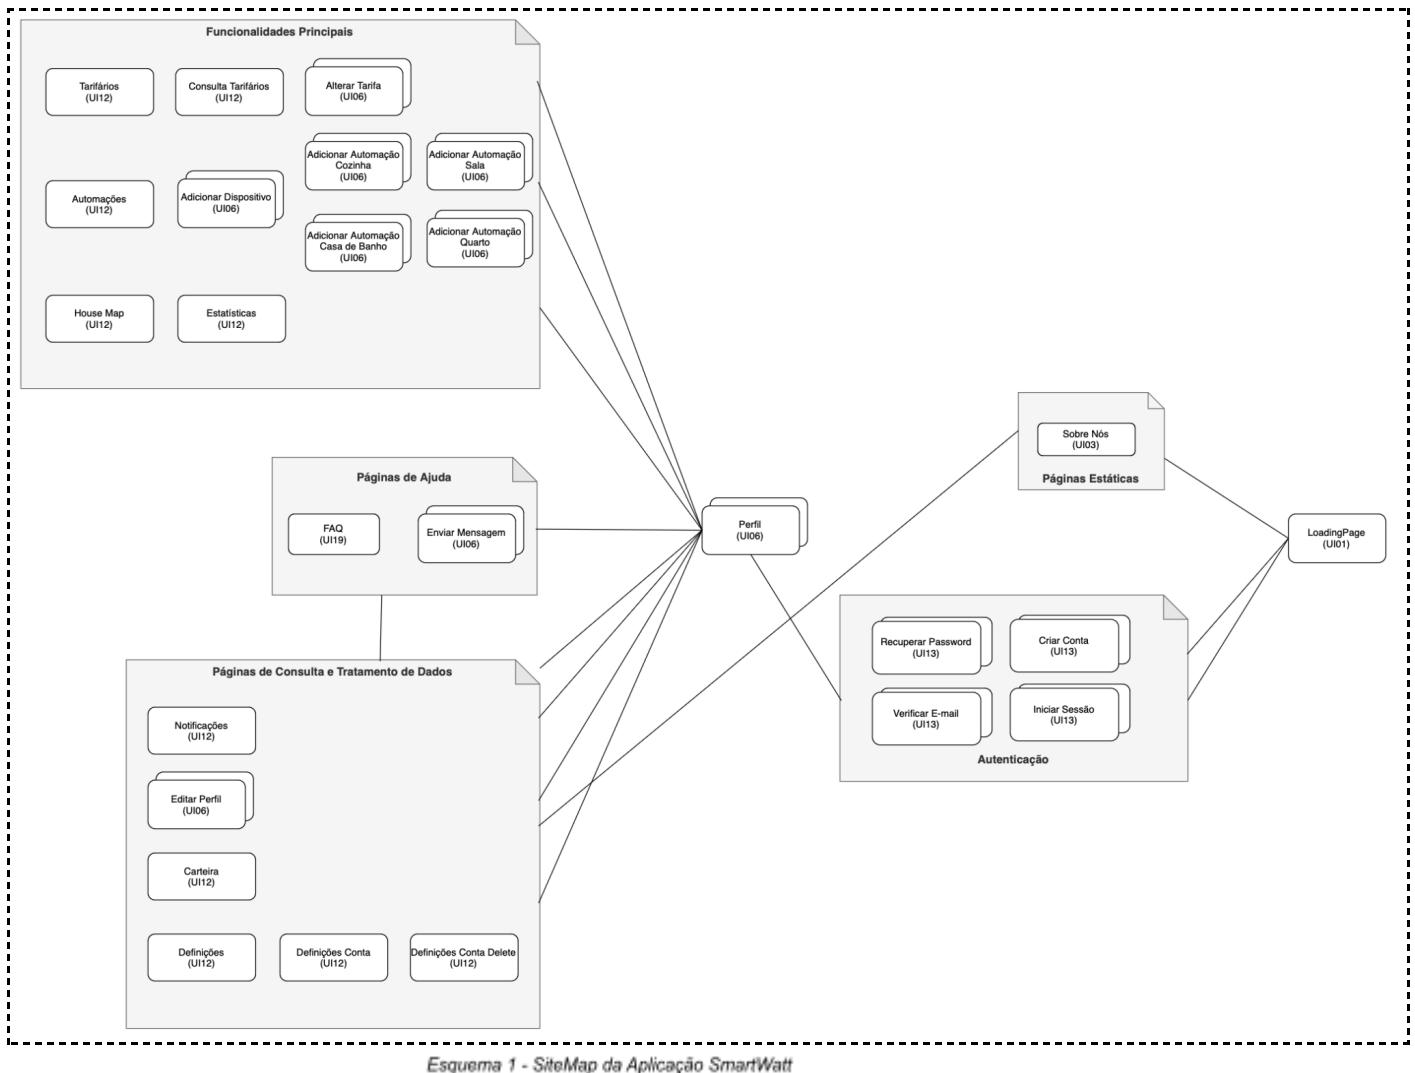 Funcionalidades Principais
Tarifários
(UI12)
Consulta Tarifários
(UI12)
Alterar Tarifa
(UI06)
Adicionar Automação
Cozinha
(UI06)
Adicionar Automação
Sala
(UI06)
Automações
(UI12)
Adicionar Dispositivo
(UI06)
Adicionar Automação
Casa de Banho
(UI06)
Adicionar Automação
Quarto
(UI06)
House Map
(UI12)
Estatísticas
(UI12)
Páginas de Ajuda
FAQ
(UI19)
Enviar Mensagem
(UI06)
Páginas de Consulta e Tratamento de Dados
Notificações
(UI12)
Editar Perfil
(UI06)
Carteira
(UI12)
Definições
(UI12)
Definições Conta
(UI12)
Definições Conta Delete
(UI12)
Perfil
(UI06)
Sobre Nós
(UI03)
Páginas Estáticas
LoadingPage
(UI01)
Recuperar Password
(UI13)
Criar Conta
(UI13)
Verificar E-mail
(UI13)
Iniciar Sessão
(UI13)
Autenticação
Esquema 1 - SiteMap da Aplicação SmartWatt